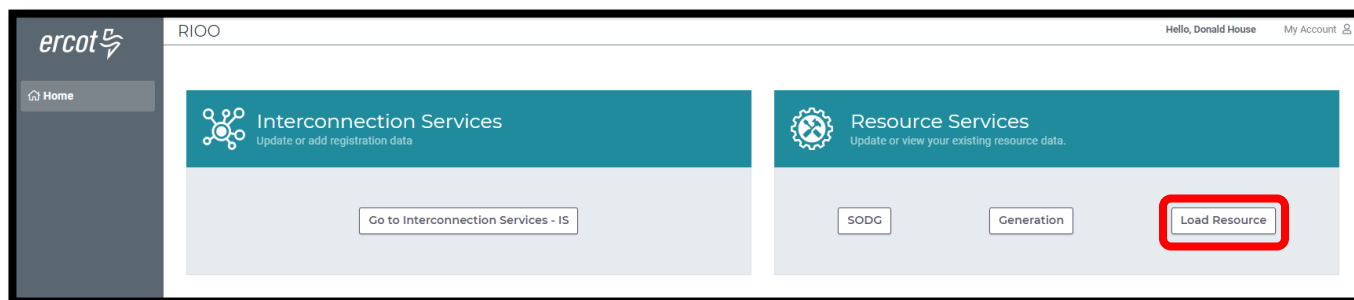 ercot
RIOO
Hello, Donald House
My Account
Home
Interconnection Services
Update or add registration data
Go to Interconnection Services - IS
Resource Services
Update or view your existing resource data.
SODG
Generation
Load Resource